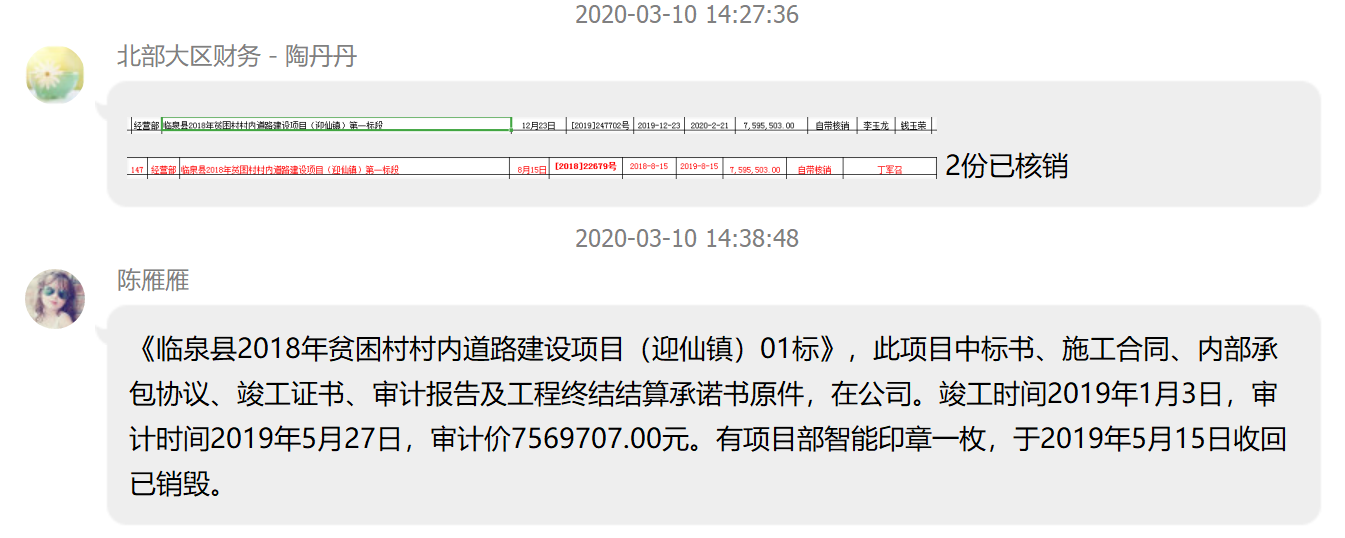 2020-03-10 14:27:36
北部大区财务 - 陶丹丹
经营部 临泉县2018年贫困村村内道路建设项目（迎仙镇）第一标段 12月23日 [2019]247702号 2019-12-23 2020-2-21 7,595,503.00 自带核销 李玉龙 钱玉荣
147 经营部 临泉县2018年贫困村村内道路建设项目（迎仙镇）第一标段 8月15日 [2018]22679号 2018-8-15 2019-8-15 7,595,503.00 自带核销 丁军召 2份已核销
2020-03-10 14:38:48
陈雁雁
《临泉县2018年贫困村村内道路建设项目（迎仙镇）01标》，此项目中标书、施工合同、内部承
包协议、竣工证书、审计报告及工程终结结算承诺书原件，在公司。竣工时间2019年1月3日，审
计时间2019年5月27日，审计价7569707.00元。有项目部智能印章一枚，于2019年5月15日收回
已销毁。